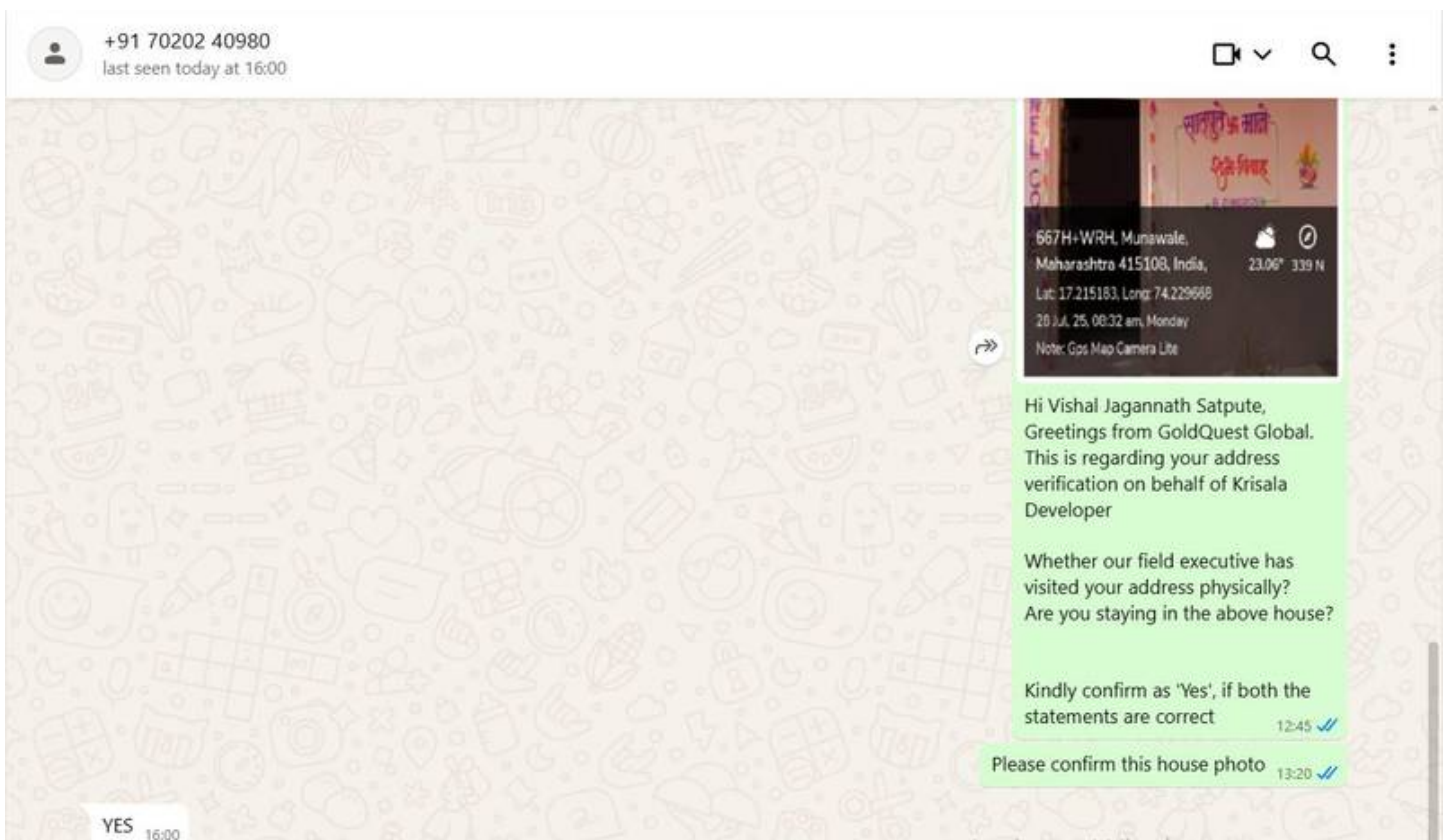 +91 70202 40980
last seen today at 16:00
सातपुते 卐 माने
शुभ विवाह
667H+WRH, Munawale,
Maharashtra 415108, India,
23.06° 339 N
Lat: 17.215183, Long: 74.229668
28 Jul, 25, 08:32 am, Monday
Note: Gps Map Camera Lite
Hi Vishal Jagannath Satpute,
Greetings from GoldQuest Global.
This is regarding your address
verification on behalf of Krisala
Developer
Whether our field executive has
visited your address physically?
Are you staying in the above house?
Kindly confirm as 'Yes', if both the
statements are correct
12:45
Please confirm this house photo 13:20
YES 16:00